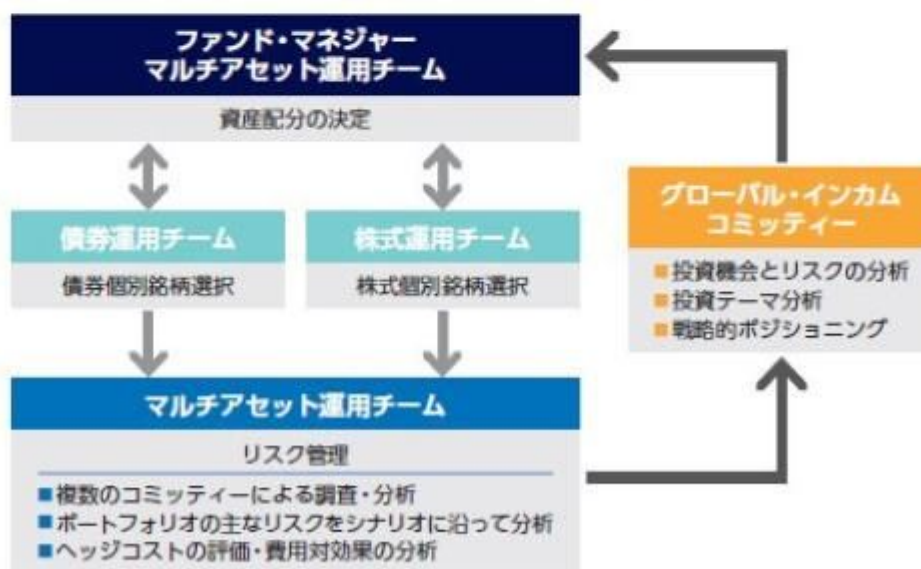 ファンド・マネジャー
マルチアセット運用チーム
資産配分の決定
債券運用チーム
債券個別銘柄選択
株式運用チーム
株式個別銘柄選択
グローバル・インカム
コミッティー
■投資機会とリスクの分析
■投資テーマ分析
■戦略的ポジショニング
マルチアセット運用チーム
リスク管理
■複数のコミッティーによる調査・分析
■ポートフォリオの主なリスクをシナリオに沿って分析
■ヘッジコストの評価・費用対効果の分析